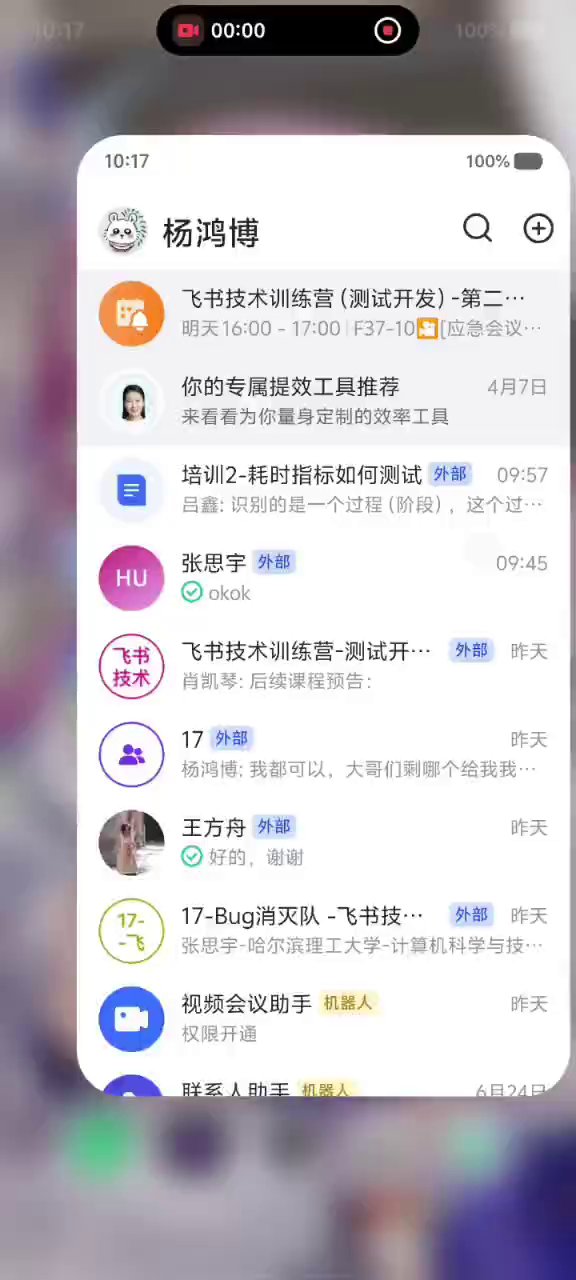 10:17
00:00
100%
10:17
100%
杨鸿博
飞书技术训练营（测试开发）-第二…
明天 16:00 - 17:00 | F37-10🎦[应急会议…
你的专属提效工具推荐
4月7日
来看看为你量身定制的效率工具
培训2-耗时指标如何测试 外部 09:57
吕鑫: 识别的是一个过程（阶段），这个过…
HU
张思宇 外部 09:45
okok
飞书
技术
飞书技术训练营-测试开… 外部 昨天
肖凯琴: 后续课程预告:
17 外部 昨天
杨鸿博: 我都可以，大哥们剩哪个给我我…
王方舟 外部 昨天
好的，谢谢
17-
-飞
17-Bug消灭队 -飞书技… 外部 昨天
张思宇-哈尔滨理工大学-计算机科学与技…
视频会议助手 机器人 昨天
权限开通
联系人助手 机器人 6月24日